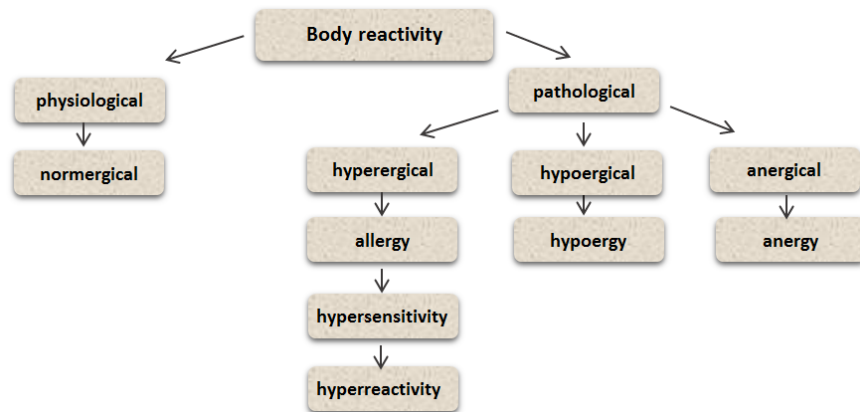 Body reactivity
physiological
pathological
normergical
hyperergical
hypoergical
anergical
allergy
hypoergy
anergy
hypersensitivity
hyperreactivity